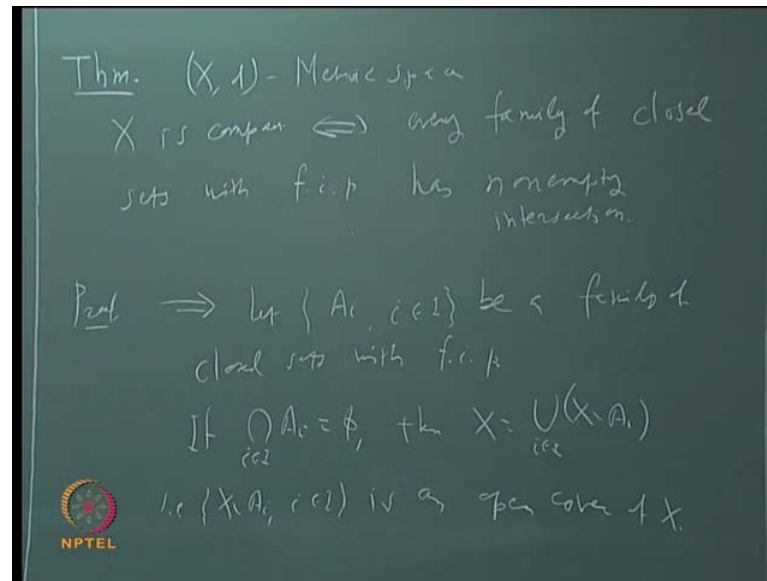 Thm. (X, d) - Metric space
X is compact ⟺ every family of closed
sets with f.i.p has nonempty
intersection.
Proof ⟹ Let { Ai, i∈I } be a family of
closed sets with f.i.p.
If ⋂ i∈I Ai = ϕ, then X = ⋃ i∈I (X \ Ai)
i.e {X \ Ai, i∈I} is an open cover of X.
NPTEL